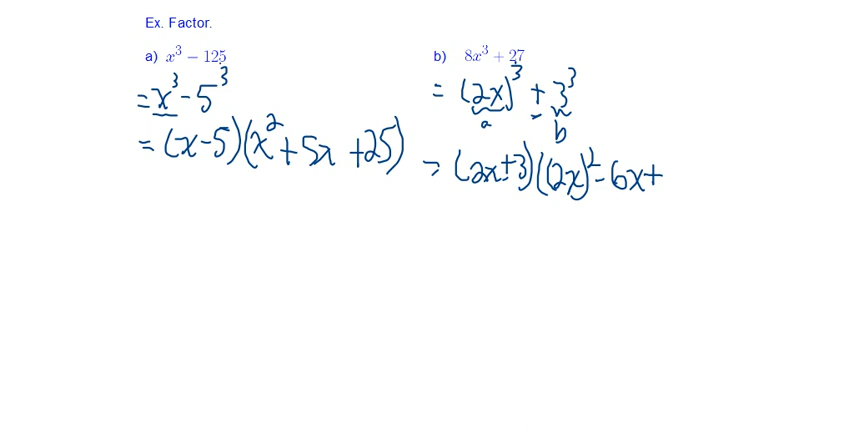 Ex. Factor.
a) x³ − 125
= x³ - 5³
= (x-5)(x² + 5x + 25)
b) 8x³ + 27
= (2x)³ + 3³
a
b
= (2x+3)((2x)² - 6x+